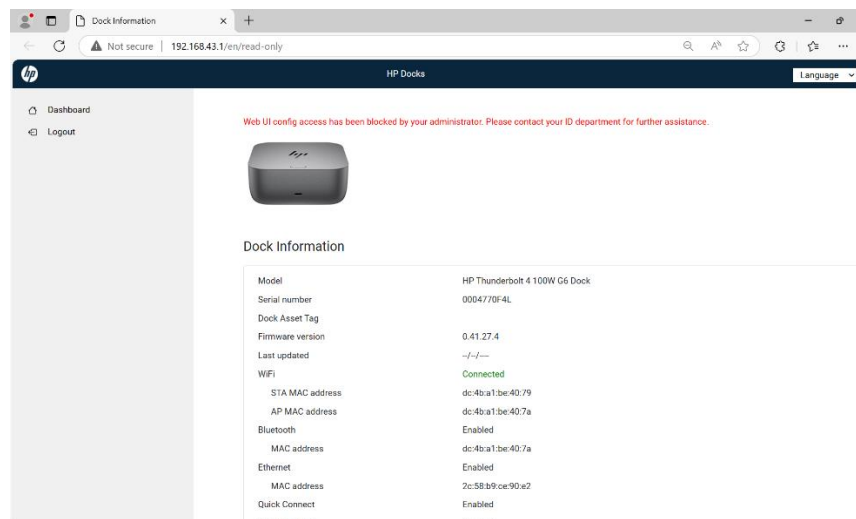 Dock Information
Not secure | 192.168.43.1/en/read-only
hp HP Docks Language
Dashboard
Logout
Web UI config access has been blocked by your administrator. Please contact your ID department for further assistance.
hp
Dock Information
Model HP Thunderbolt 4 100W G6 Dock
Serial number 0004770F4L
Dock Asset Tag
Firmware version 0.41.27.4
Last updated --/--/----
WiFi Connected
STA MAC address dc:4b:a1:be:40:79
AP MAC address dc:4b:a1:be:40:7a
Bluetooth Enabled
MAC address dc:4b:a1:be:40:7a
Ethernet Enabled
MAC address 2c:58:b9:ce:90:e2
Quick Connect Enabled